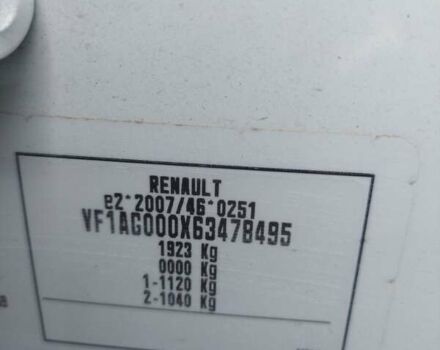 RENAULT
e2*2007/46*0251
VF1AG000X63478495
1923 Kg
0000 Kg
1-1120 Kg
2-1040 Kg